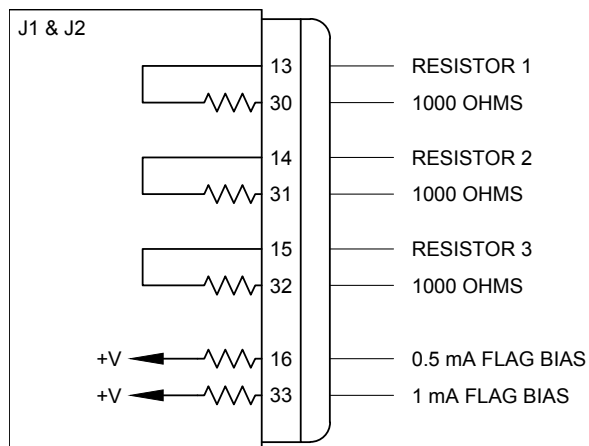 J1 & J2
13 RESISTOR 1
30 1000 OHMS
14 RESISTOR 2
31 1000 OHMS
15 RESISTOR 3
32 1000 OHMS
+V 16 0.5 mA FLAG BIAS
+V 33 1 mA FLAG BIAS